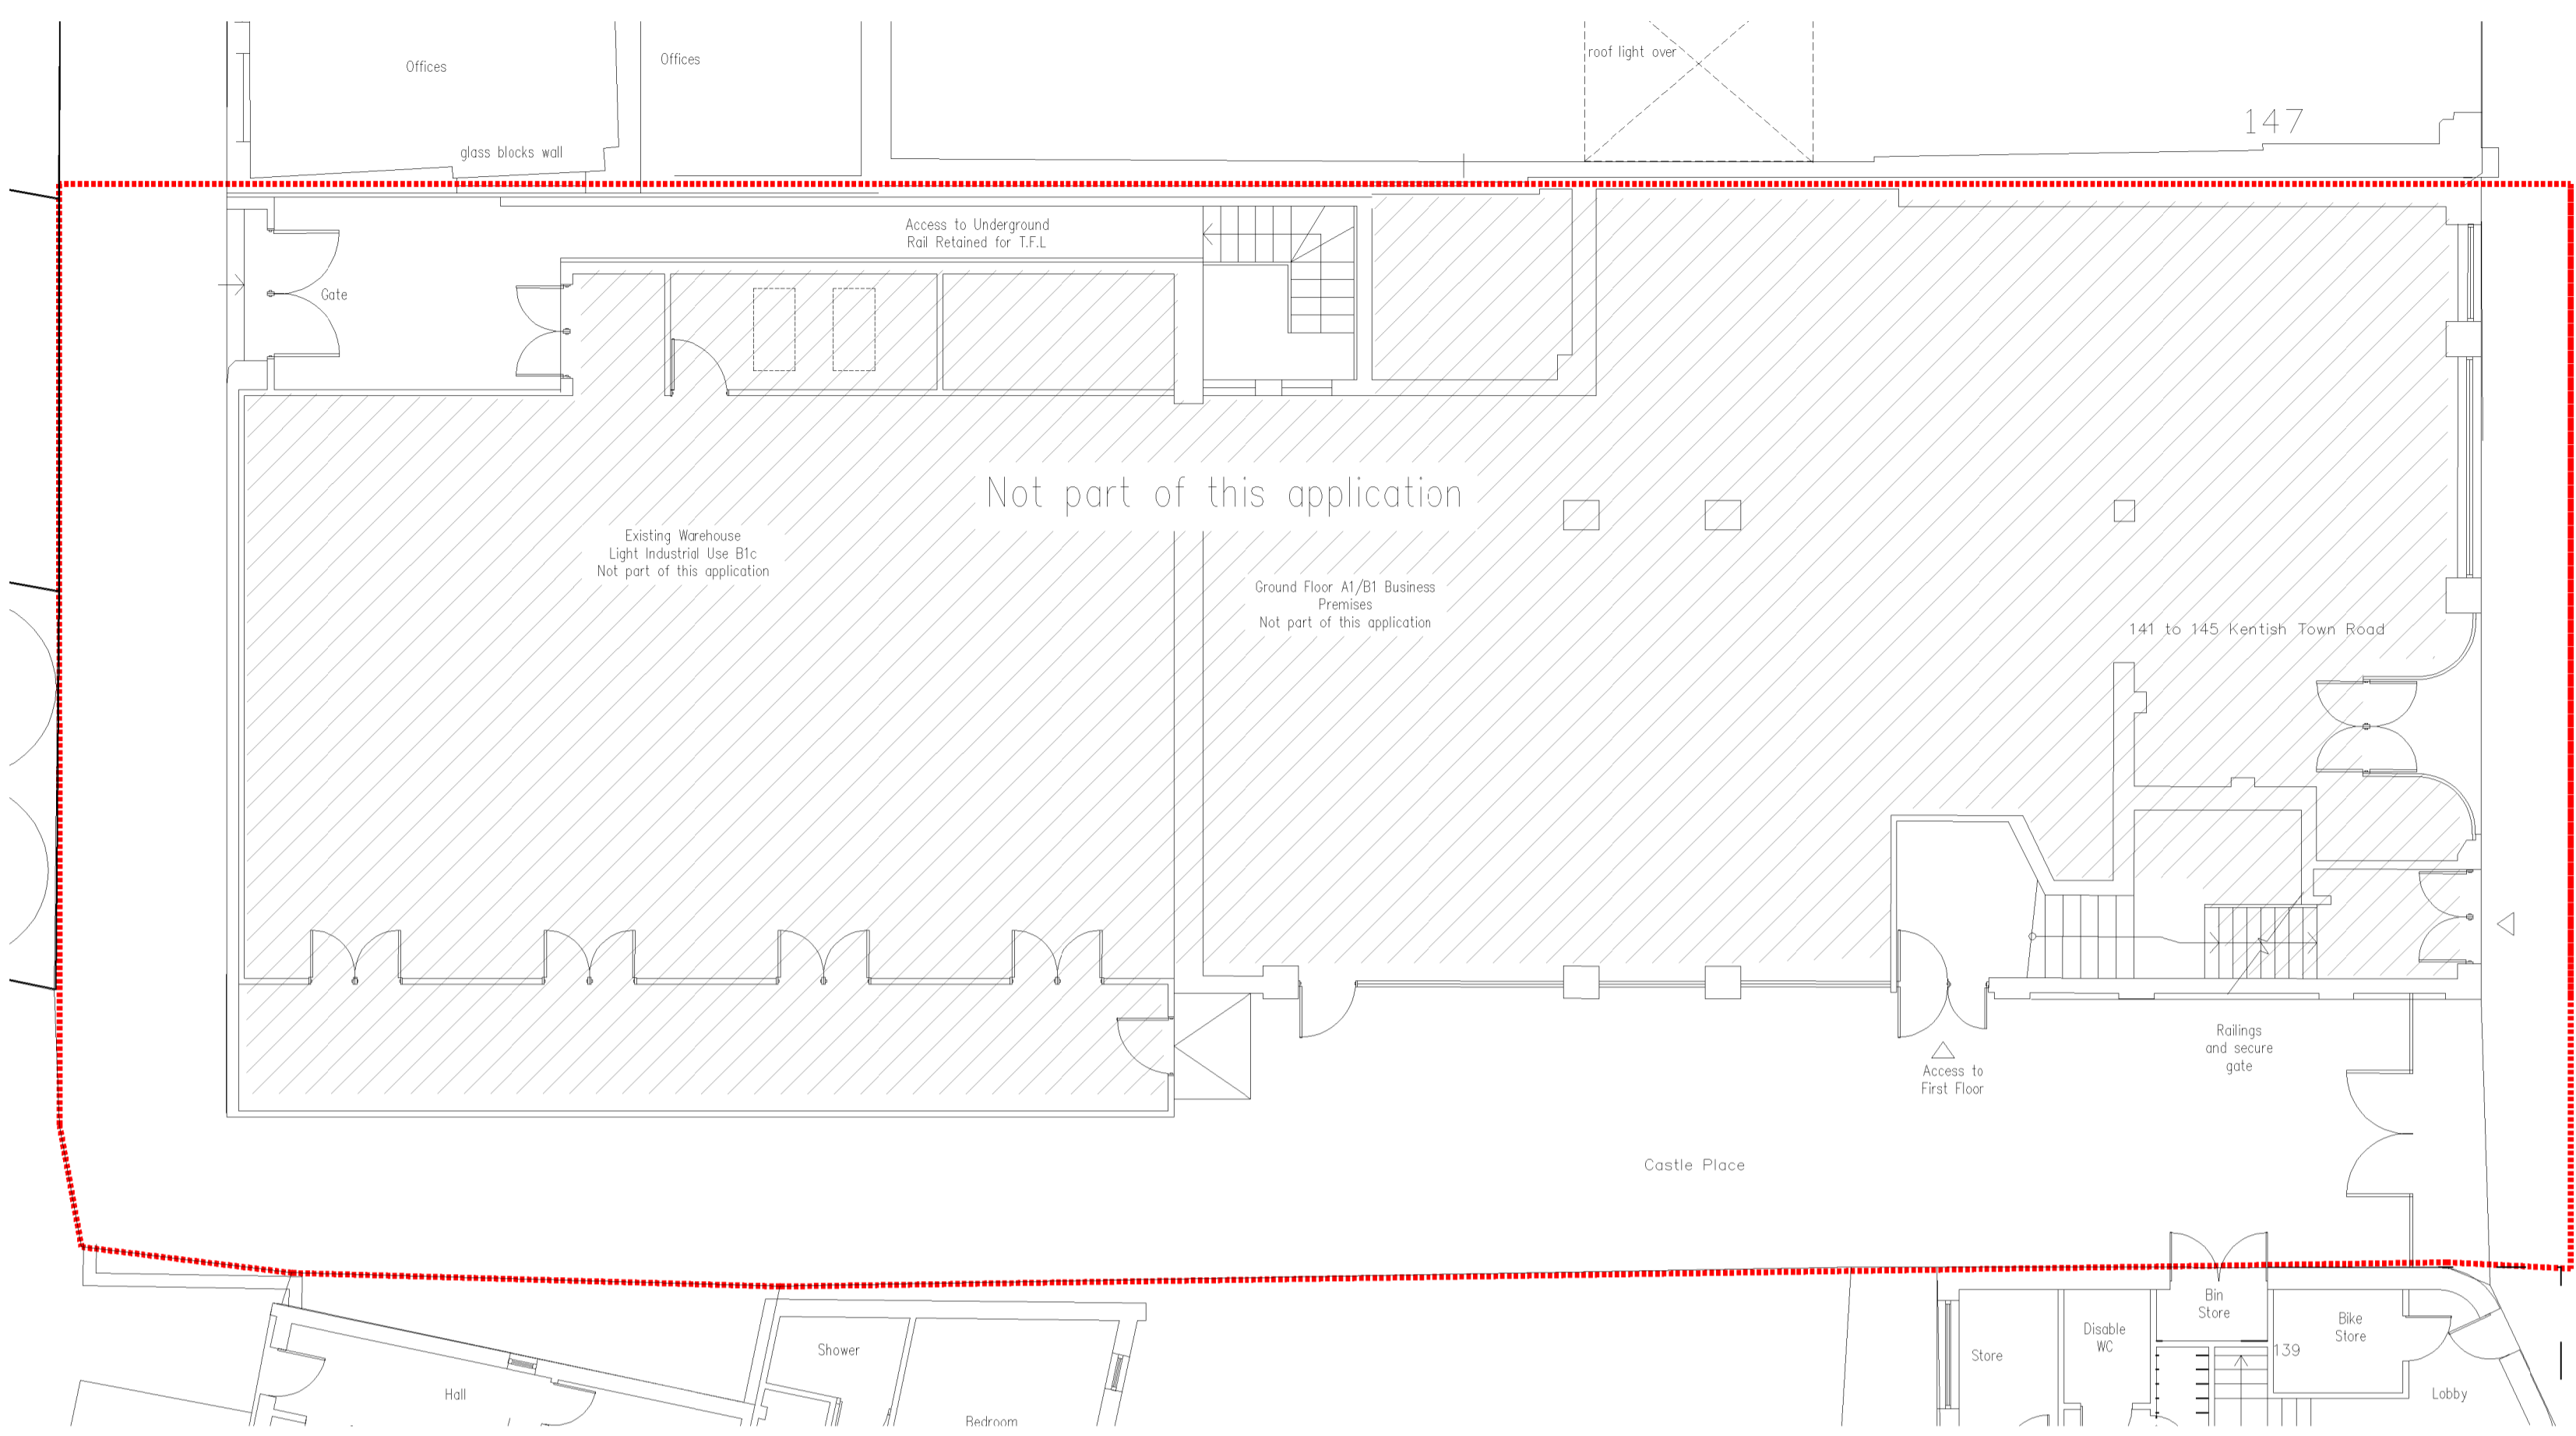 Offices
Offices
roof light over
147
glass blocks wall
Access to Underground
Rail Retained for T.F.L
Gate
Not part of this application
Existing Warehouse
Light Industrial Use B1c
Not part of this application
Ground Floor A1/B1 Business
Premises
Not part of this application
141 to 145 Kentish Town Road
Railings
and secure
gate
Access to
First Floor
Castle Place
Bin
Store
Bike
Store
Disable
WC
Store
139
Shower
Hall
Bedroom
Lobby